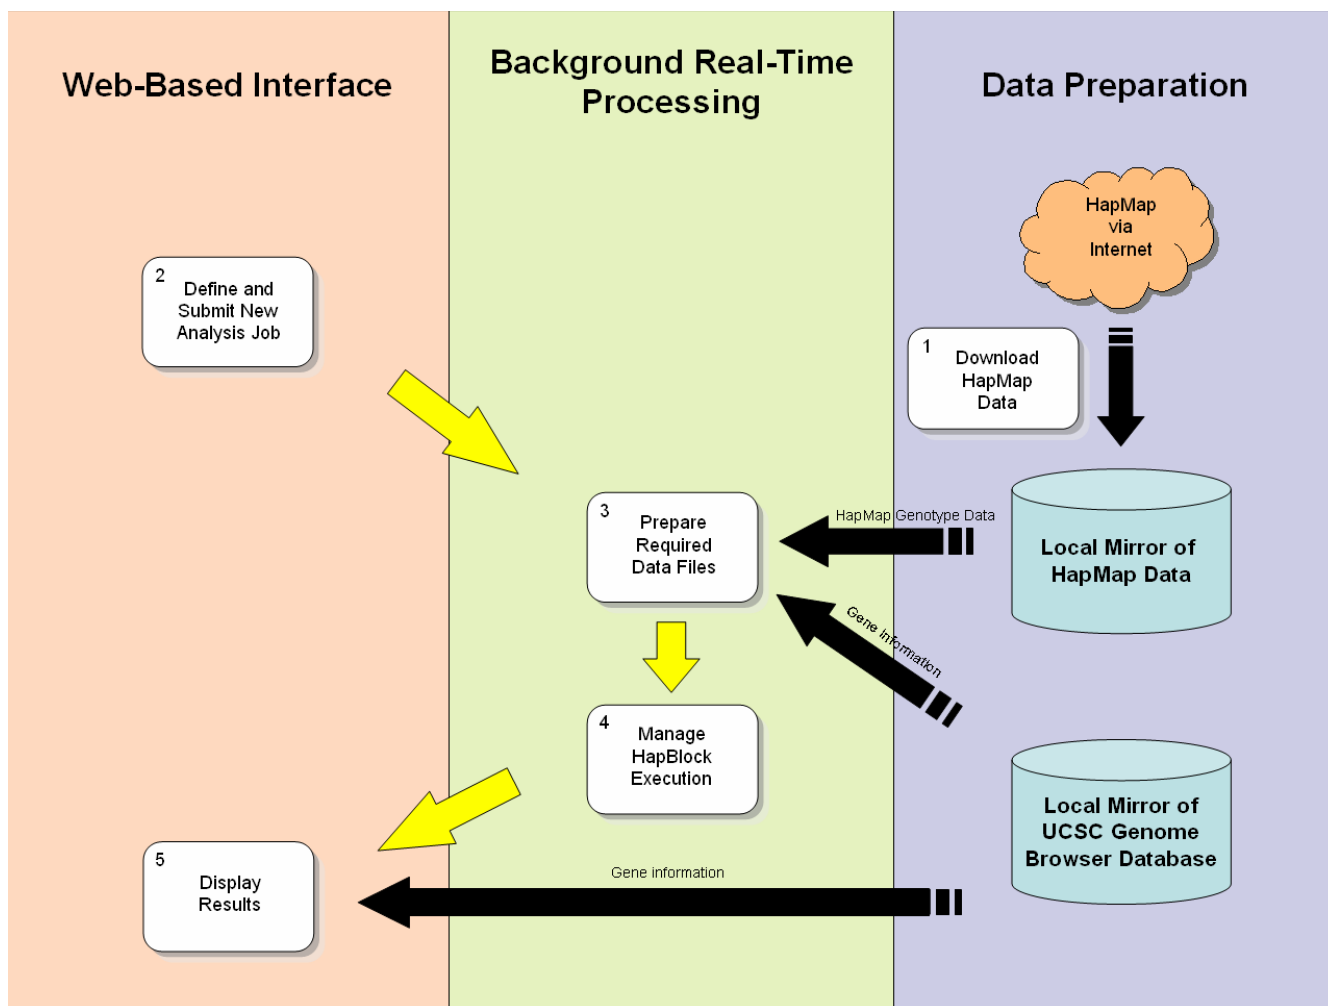 Web-Based Interface
Background Real-Time
Processing
Data Preparation
HapMap
via
Internet
2
Define and
Submit New
Analysis Job
1
Download
HapMap
Data
3
Prepare
Required
Data Files
HapMap Genotype Data
Local Mirror of
HapMap Data
Gene information
4
Manage
HapBlock
Execution
Local Mirror of
UCSC Genome
Browser Database
5
Display
Results
Gene information